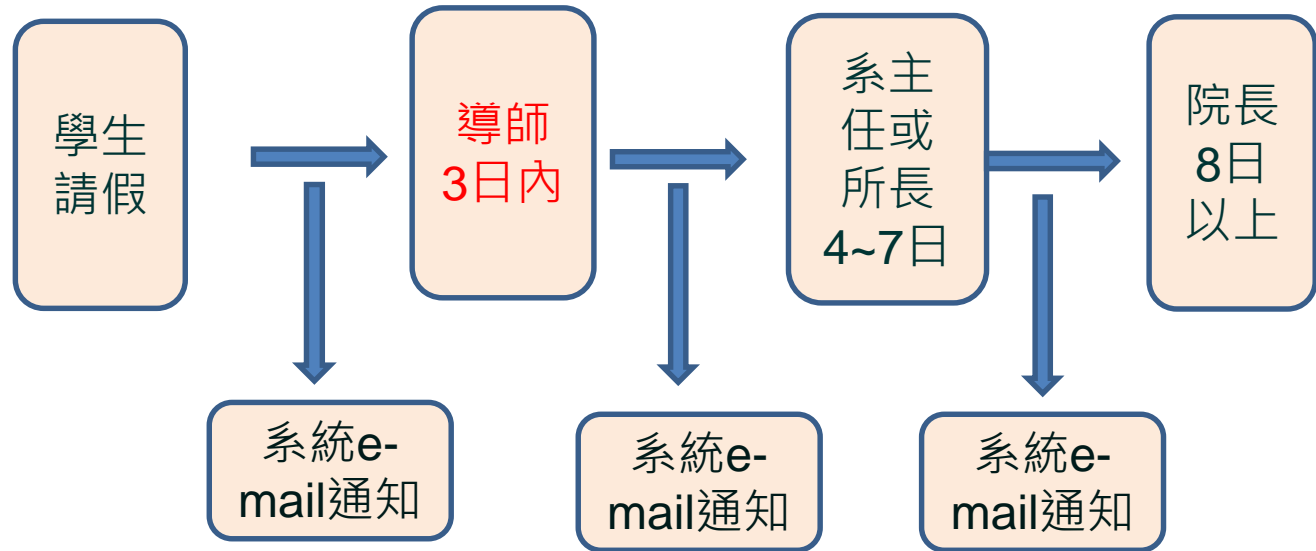 學生
請假
導師
3日內
系主
任或
所長
4~7日
院長
8日
以上
系統e-
mail通知
系統e-
mail通知
系統e-
mail通知